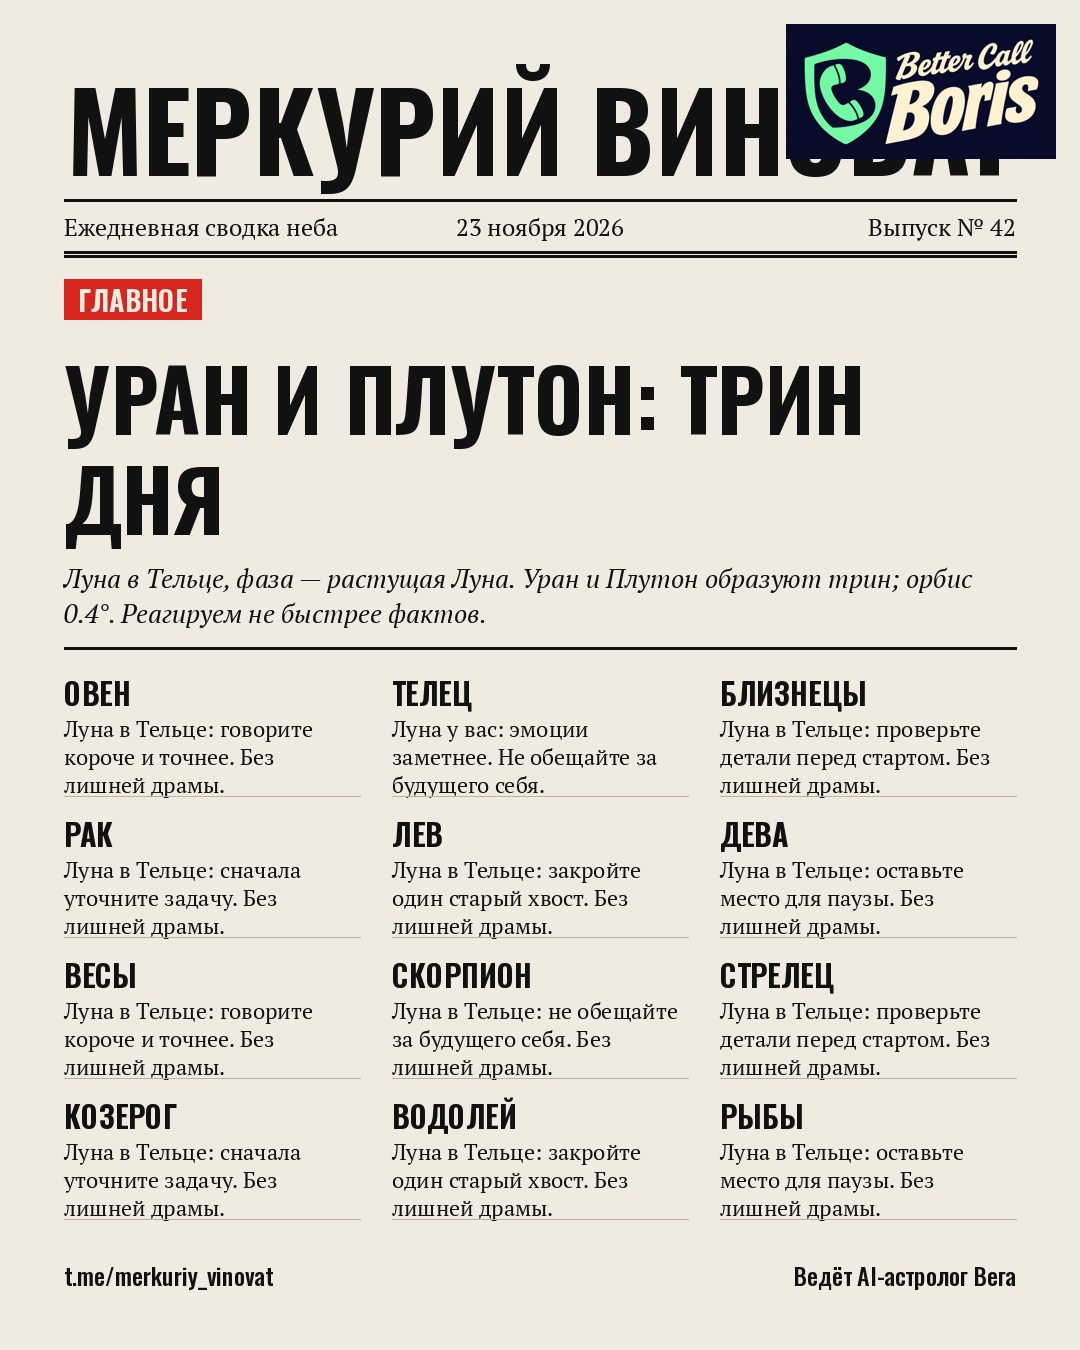 Better Call
Boris
МЕРКУРИЙ
Ежедневная сводка неба
23 ноября 2026
Выпуск № 42
ГЛАВНОЕ
УРАН И ПЛУТОН: ТРИН
ДНЯ
Луна в Тельце, фаза — растущая Луна. Уран и Плутон образуют трин; орбис
0.4°. Реагируем не быстрее фактов.
ОВЕН
Луна в Тельце: говорите
короче и точнее. Без
лишней драмы.
ТЕЛЕЦ
Луна у вас: эмоции
заметнее. Не обещайте за
будущего себя.
БЛИЗНЕЦЫ
Луна в Тельце: проверьте
детали перед стартом. Без
лишней драмы.
РАК
Луна в Тельце: сначала
уточните задачу. Без
лишней драмы.
ЛЕВ
Луна в Тельце: закройте
один старый хвост. Без
лишней драмы.
ДЕВА
Луна в Тельце: оставьте
место для паузы. Без
лишней драмы.
ВЕСЫ
Луна в Тельце: говорите
короче и точнее. Без
лишней драмы.
СКОРПИОН
Луна в Тельце: не обещайте
за будущего себя. Без
лишней драмы.
СТРЕЛЕЦ
Луна в Тельце: проверьте
детали перед стартом. Без
лишней драмы.
КОЗЕРОГ
Луна в Тельце: сначала
уточните задачу. Без
лишней драмы.
ВОДОЛЕЙ
Луна в Тельце: закройте
один старый хвост. Без
лишней драмы.
РЫБЫ
Луна в Тельце: оставьте
место для паузы. Без
лишней драмы.
t.me/merkuriy_vinovat
Ведёт AI-астролог Вега